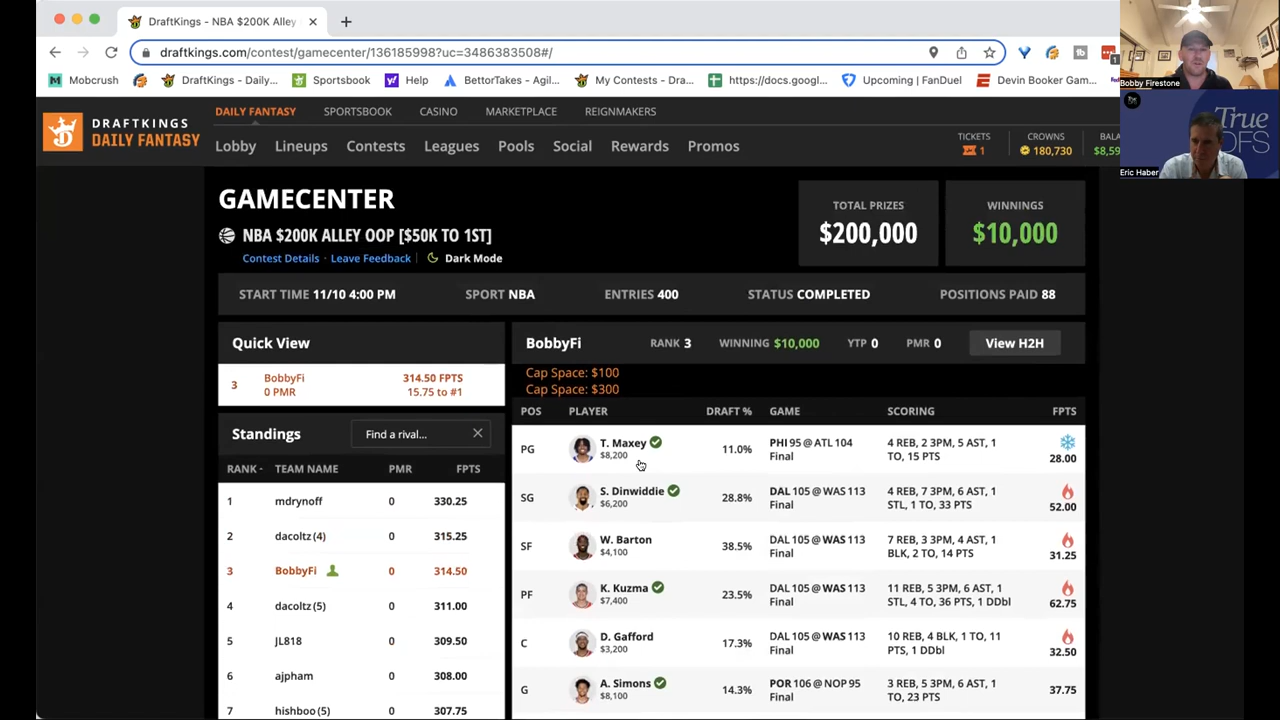 DraftKings - NBA $200K Alley
draftkings.com/contest/gamecenter/136185998?uc=3486383508#/
Mobcrush
DraftKings - Daily...
Sportsbook
Help
BettorTakes - Agil...
My Contests - Dra...
https://docs.googl...
Upcoming | FanDuel
Devin Booker Gam...
Bobby Firestone
True
DFS
Eric Haber
DRAFTKINGS
DAILY FANTASY
DAILY FANTASY SPORTSBOOK CASINO MARKETPLACE REIGNMAKERS
Lobby Lineups Contests Leagues Pools Social Rewards Promos
TICKETS
1
CROWNS
180,730
BALA
$8,59
GAMECENTER
NBA $200K ALLEY OOP [$50K TO 1ST]
Contest Details · Leave Feedback
Dark Mode
TOTAL PRIZES
$200,000
WINNINGS
$10,000
START TIME 11/10 4:00 PM SPORT NBA ENTRIES 400 STATUS COMPLETED POSITIONS PAID 88
Quick View
3 BobbyFi 314.50 FPTS
0 PMR 15.75 to #1
Standings
Find a rival...
RANK TEAM NAME PMR FPTS
1 mdrynoff 0 330.25
2 dacoltz (4) 0 315.25
3 BobbyFi 0 314.50
4 dacoltz (5) 0 311.00
5 JL818 0 309.50
6 ajpham 0 308.00
7 hishboo (5) 0 307.75
BobbyFi RANK 3 WINNING $10,000 YTP 0 PMR 0 View H2H
Cap Space: $100
Cap Space: $300
POS PLAYER DRAFT % GAME SCORING FPTS
PG T. Maxey $8,200 11.0% PHI 95 @ ATL 104 Final 4 REB, 2 3PM, 5 AST, 1 TO, 15 PTS 28.00
SG S. Dinwiddie $6,200 28.8% DAL 105 @ WAS 113 Final 4 REB, 7 3PM, 6 AST, 1 STL, 1 TO, 33 PTS 52.00
SF W. Barton $4,100 38.5% DAL 105 @ WAS 113 Final 7 REB, 3 3PM, 4 AST, 1 BLK, 2 TO, 14 PTS 31.25
PF K. Kuzma $7,400 23.5% DAL 105 @ WAS 113 Final 11 REB, 5 3PM, 6 AST, 1 STL, 4 TO, 36 PTS, 1 DDbl 62.75
C D. Gafford $3,200 17.3% DAL 105 @ WAS 113 Final 10 REB, 4 BLK, 1 TO, 11 PTS, 1 DDbl 32.50
G A. Simons $8,100 14.3% POR 106 @ NOP 95 Final 3 REB, 5 3PM, 6 AST, 2 TO, 23 PTS 37.75